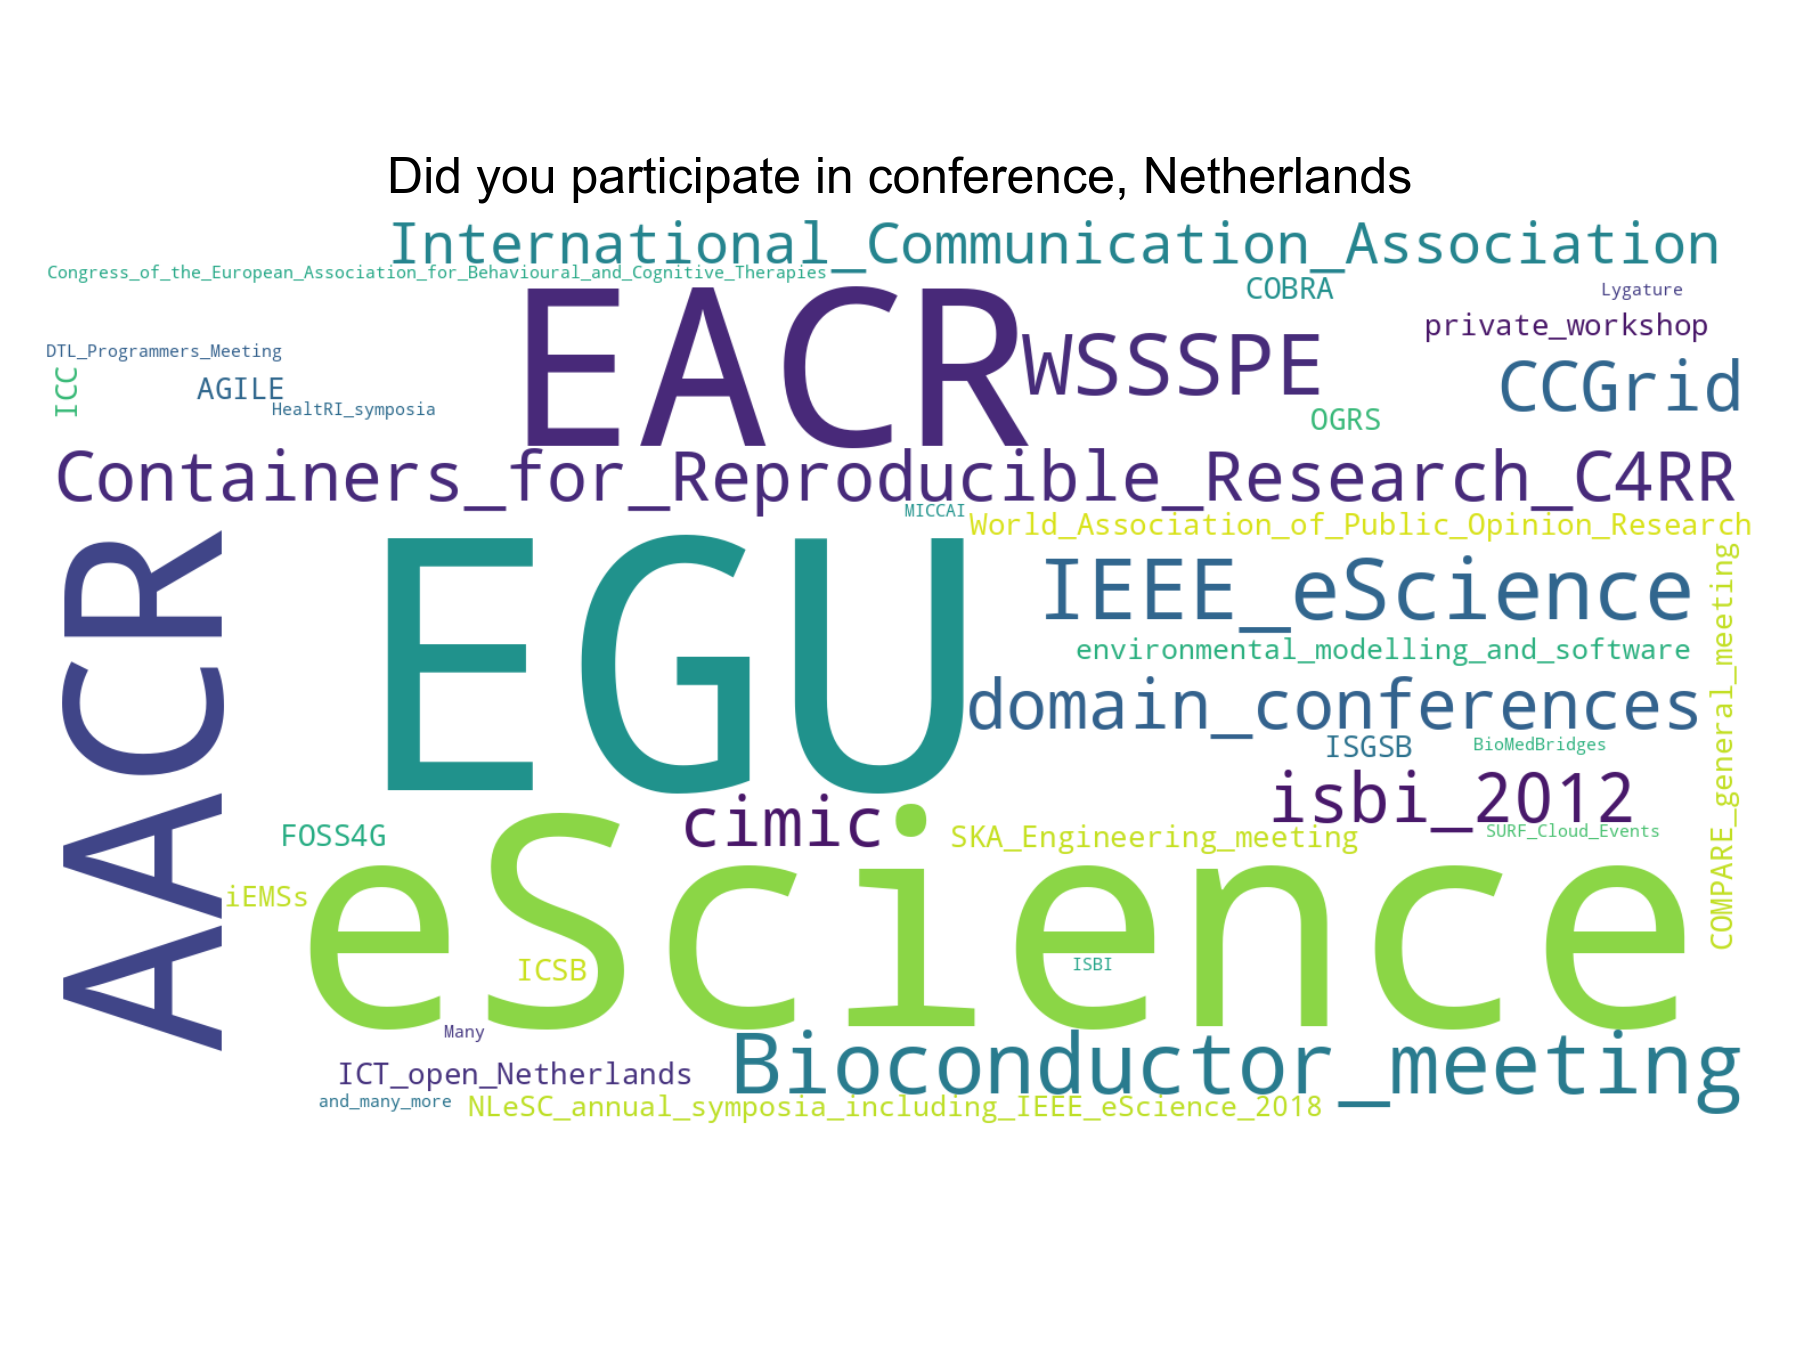 Did you participate in conference, Netherlands
International_Communication_Association
Congress_of_the_European_Association_for_Behavioural_and_Cognitive_Therapies
COBRA
Lygature
EACR
private_workshop
WSSSPE
DTL_Programmers_Meeting
CCGrid
ICC
AGILE
HealtRI_symposia
OGRS
Containers_for_Reproducible_Research_C4RR
MICCAI
World_Association_of_Public_Opinion_Research
AACR
EGU
IEEE_eScience
COMPARE_general_meeting
environmental_modelling_and_software
domain_conferences
ISGSB
BioMedBridges
isbi_2012
cimic
FOSS4G
SKA_Engineering_meeting
SURF_Cloud_Events
iEMSs
eScience
ICSB
ISBI
Many
Bioconductor_meeting
ICT_open_Netherlands
and_many_more
NLeSC_annual_symposia_including_IEEE_eScience_2018